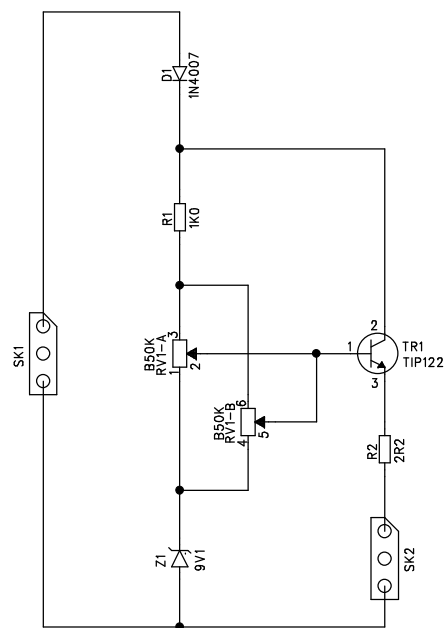 D1
1N4007
R1
1K0
SK1
B50K
RV1-A
3
2
1
B50K
RV1-B
6
5
4
1
2
3
TR1
TIP122
R2
2R2
Z1
9V1
SK2